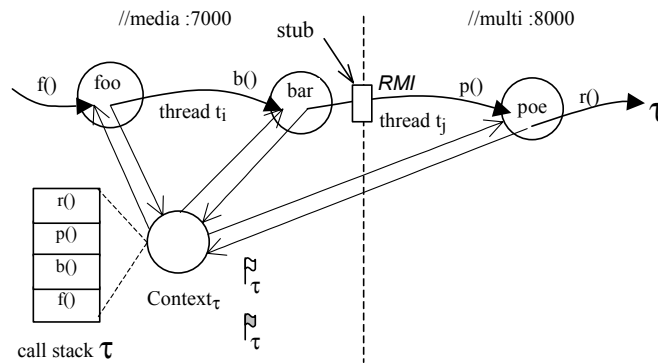 //media :7000
//multi :8000
stub
f()
foo
b()
bar
RMI
p()
poe
r()
τ
thread tᵢ
thread tⱼ
r()
p()
b()
f()
Contextτ
τ
τ
call stack τ